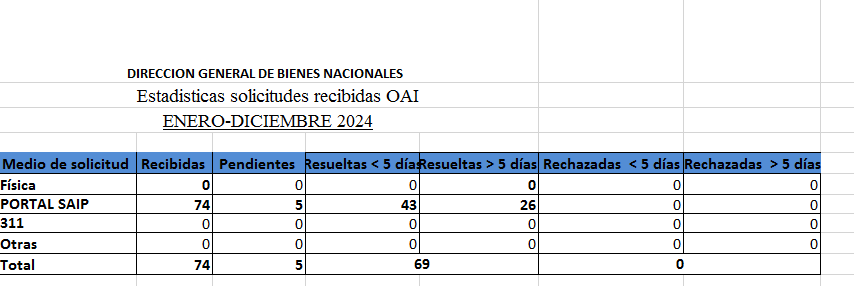 DIRECCION GENERAL DE BIENES NACIONALES
Estadisticas solicitudes recibidas OAI
ENERO-DICIEMBRE 2024
Medio de solicitud Recibidas Pendientes Resueltas < 5 días Resueltas > 5 días Rechazadas < 5 días Rechazadas > 5 días
Física 0 0 0 0 0 0
PORTAL SAIP 74 5 43 26 0 0
311 0 0 0 0 0 0
Otras 0 0 0 0 0 0
Total 74 5 69 0